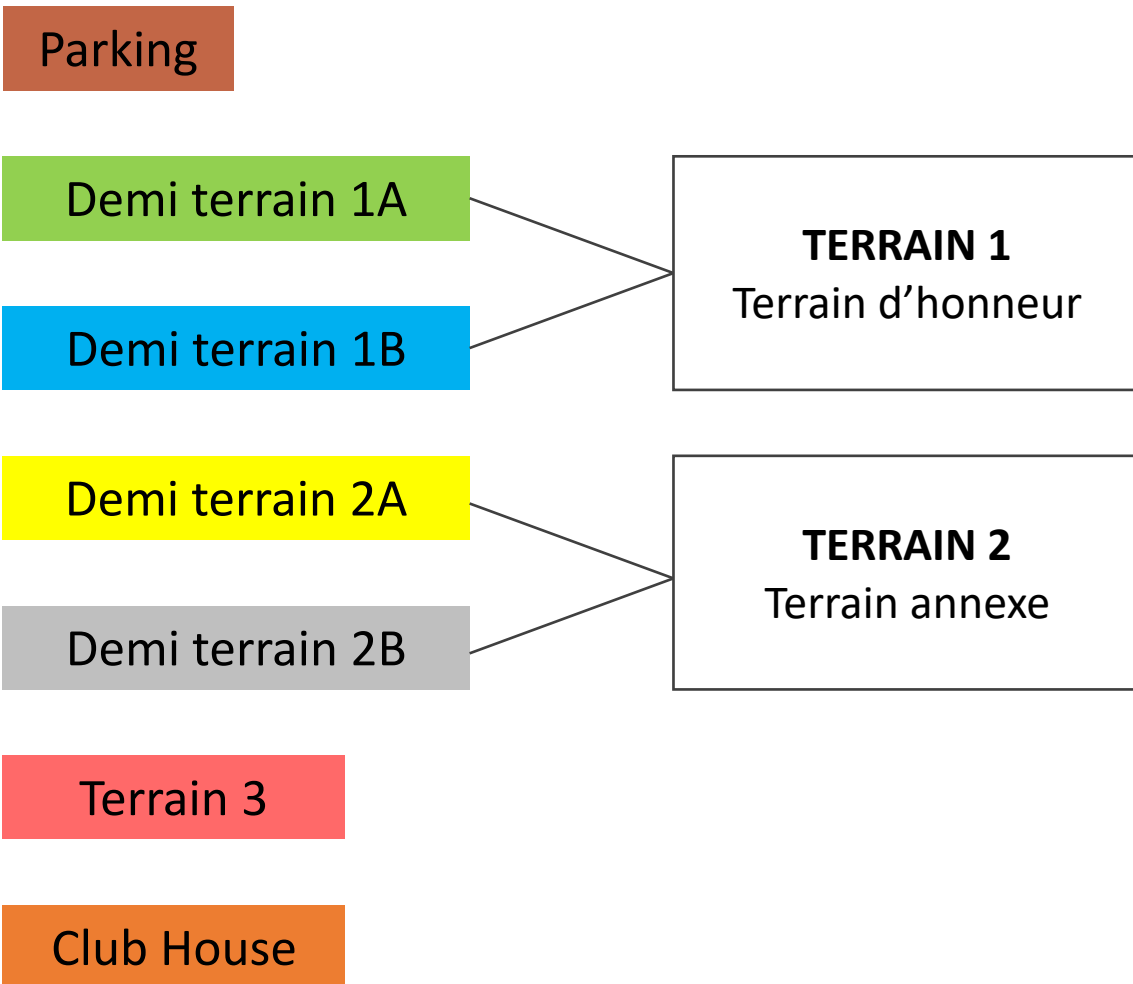 Parking
Demi terrain 1A
Demi terrain 1B
TERRAIN 1
Terrain d’honneur
Demi terrain 2A
Demi terrain 2B
TERRAIN 2
Terrain annexe
Terrain 3
Club House